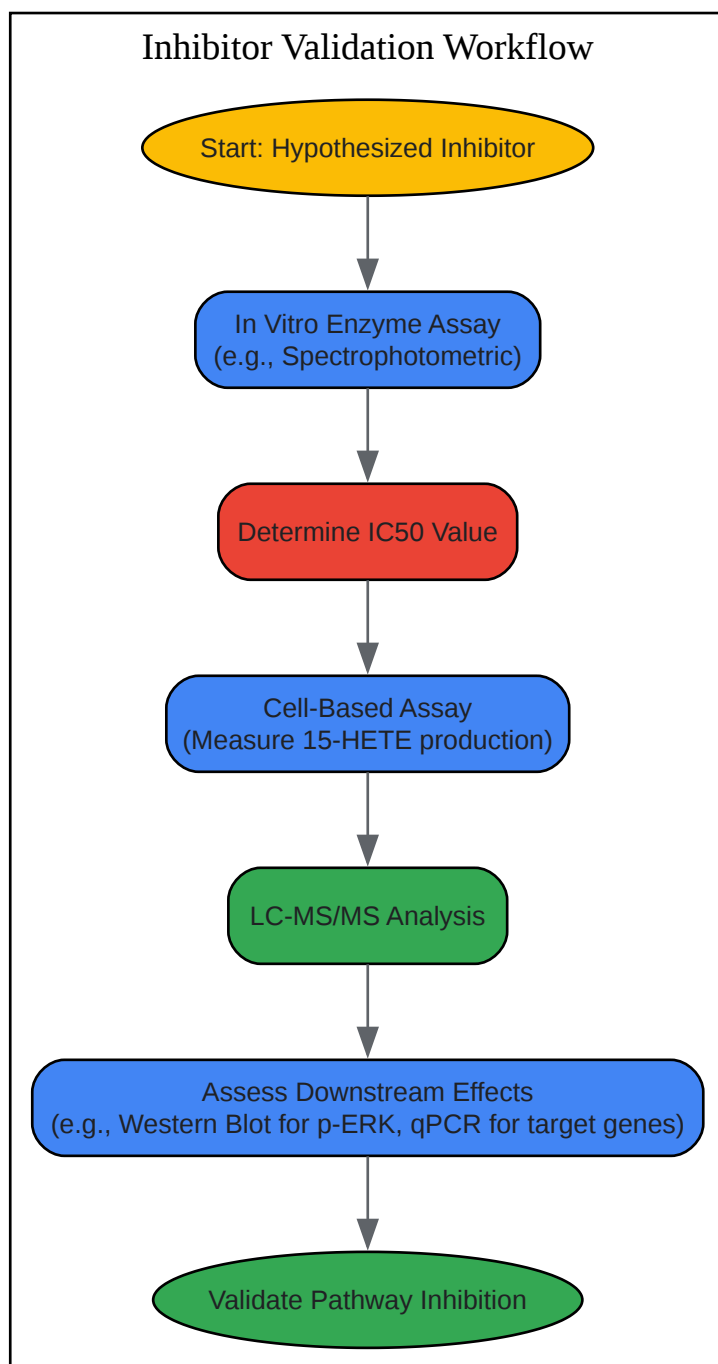 Inhibitor Validation Workflow
Start: Hypothesized Inhibitor
In Vitro Enzyme Assay
(e.g., Spectrophotometric)
Determine IC50 Value
Cell-Based Assay
(Measure 15-HETE production)
LC-MS/MS Analysis
Assess Downstream Effects
(e.g., Western Blot for p-ERK, qPCR for target genes)
Validate Pathway Inhibition